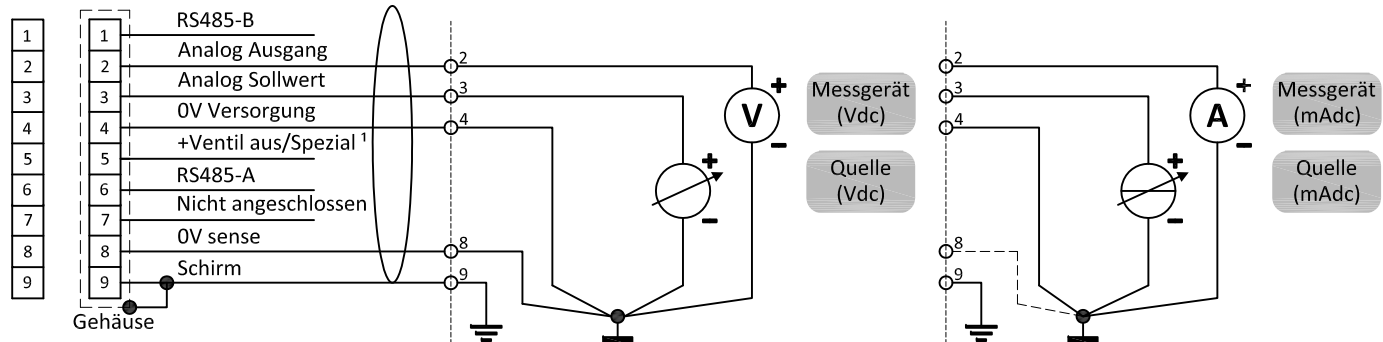 1
2
3
4
5
6
7
8
9
1
2
3
4
5
6
7
8
9
RS485-B
Analog Ausgang
Analog Sollwert
0V Versorgung
+Ventil aus/Spezial ¹
RS485-A
Nicht angeschlossen
0V sense
Schirm
Gehäuse
2
3
4
8
9
V
+
−
+
−
Messgerät
(Vdc)
Quelle
(Vdc)
2
3
4
8
9
A
+
−
+
−
Messgerät
(mAdc)
Quelle
(mAdc)